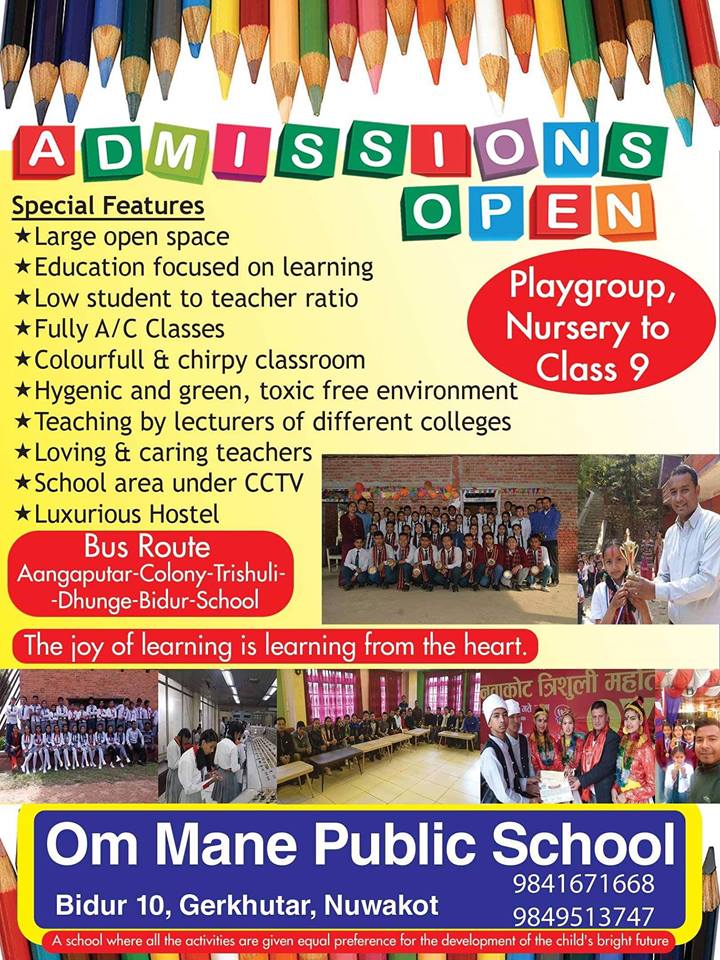 ADMISSIONS
OPEN
Special Features
★Large open space
★Education focused on learning
★Low student to teacher ratio
★Fully A/C Classes
★Colourfull & chirpy classroom
★Hygenic and green, toxic free environment
★Teaching by lecturers of different colleges
★Loving & caring teachers
★School area under CCTV
★Luxurious Hostel
Playgroup,
Nursery to
Class 9
Bus Route
Aangaputar-Colony-Trishuli-
-Dhunge-Bidur-School
The joy of learning is learning from the heart.
त्रिशुली
Om Mane Public School
Bidur 10, Gerkhutar, Nuwakot
9841671668
9849513747
A school where all the activities are given equal preference for the development of the child's bright future